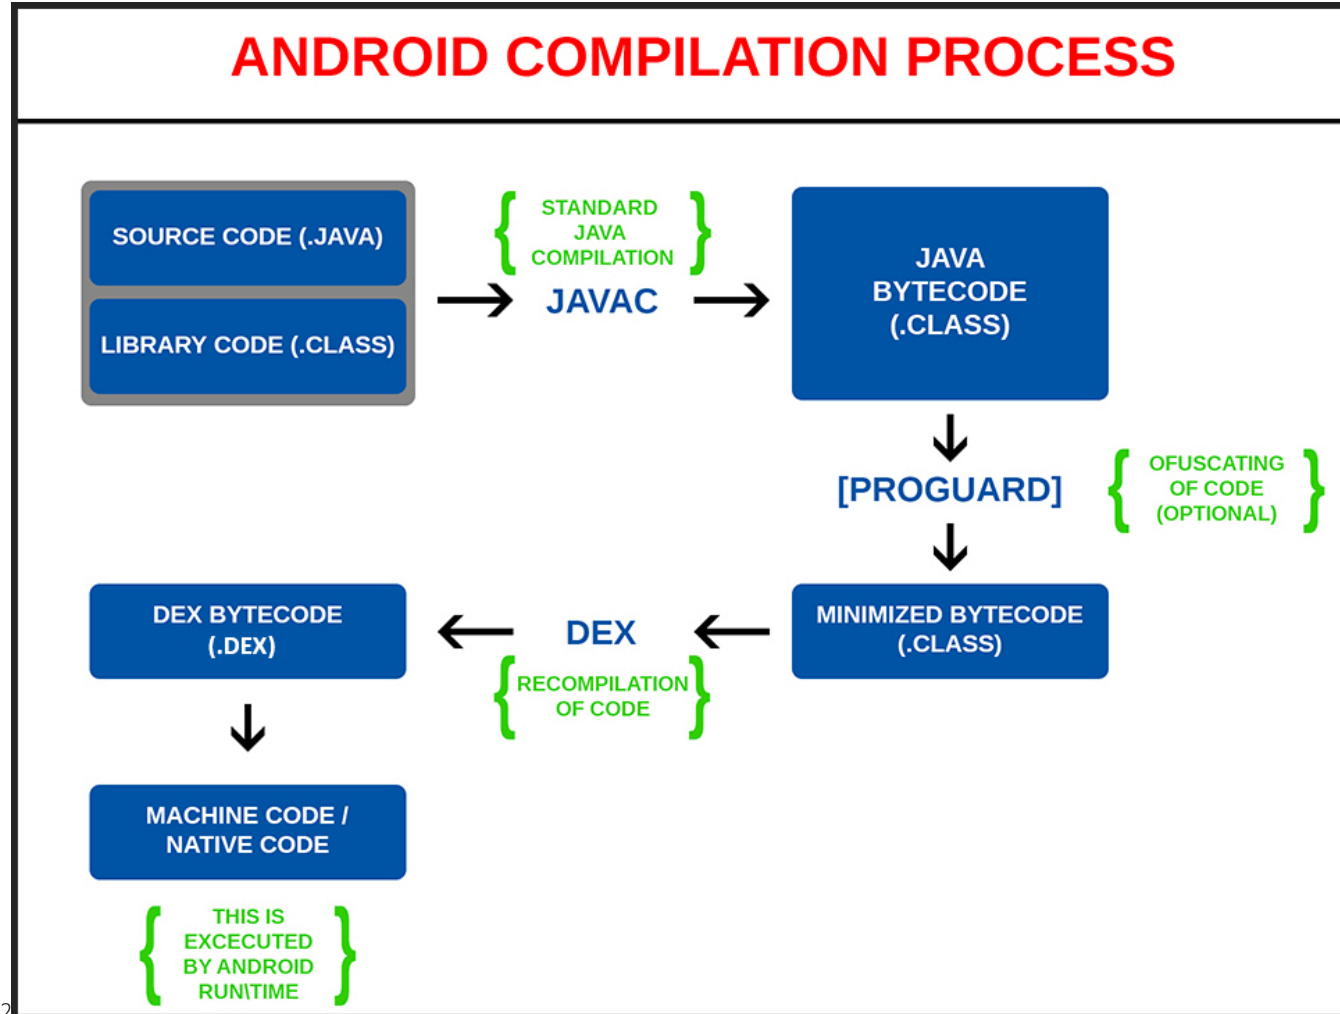 ANDROID COMPILATION PROCESS
SOURCE CODE (.JAVA)
LIBRARY CODE (.CLASS)
{ STANDARD }
JAVA
COMPILATION
JAVAC
JAVA
BYTECODE
(.CLASS)
[PROGUARD]
{ OFUSCATING }
OF CODE
(OPTIONAL)
MINIMIZED BYTECODE
(.CLASS)
DEX
{ RECOMPILATION }
OF CODE
DEX BYTECODE
(.DEX)
MACHINE CODE /
NATIVE CODE
{ THIS IS }
EXCECUTED
BY ANDROID
RUN\TIME
2